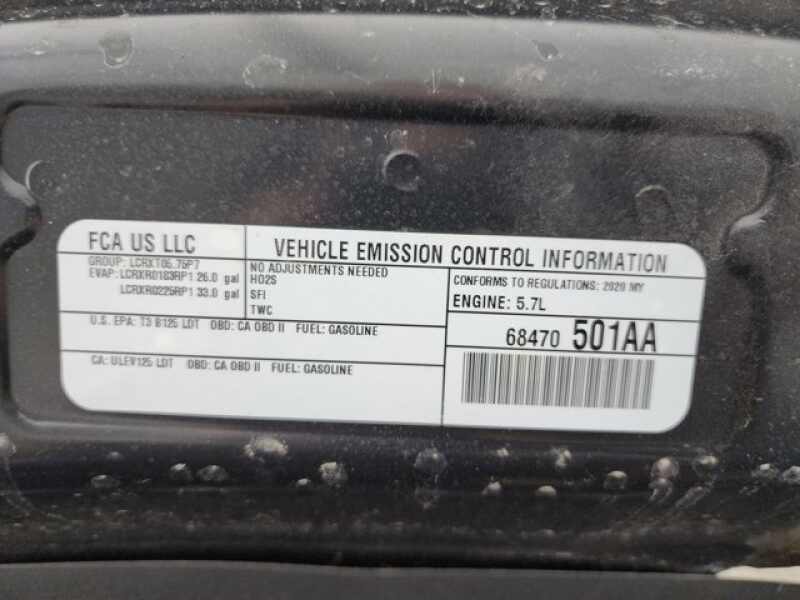 FCA US LLC
VEHICLE EMISSION CONTROL INFORMATION
GROUP: LCRXT05.75P7
EVAP: LCRXR0183RP1 26.0 gal
LCRXR0225RP1 33.0 gal
NO ADJUSTMENTS NEEDED
HO2S
SFI
TWC
CONFORMS TO REGULATIONS: 2020 MY
ENGINE: 5.7L
U.S. EPA: T3 B125 LDT OBD: CA OBD II FUEL: GASOLINE
68470 501AA
CA: ULEV125 LDT OBD: CA OBD II FUEL: GASOLINE